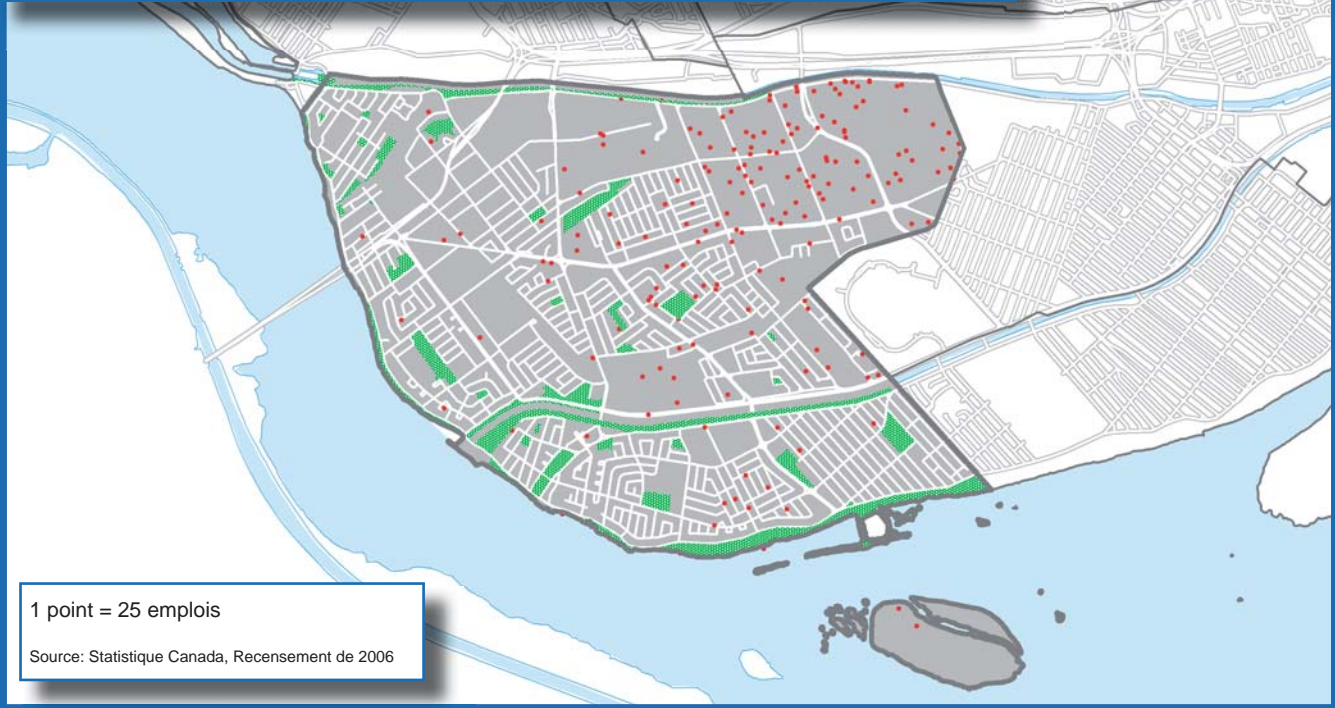 1 point = 25 emplois
Source: Statistique Canada, Recensement de 2006